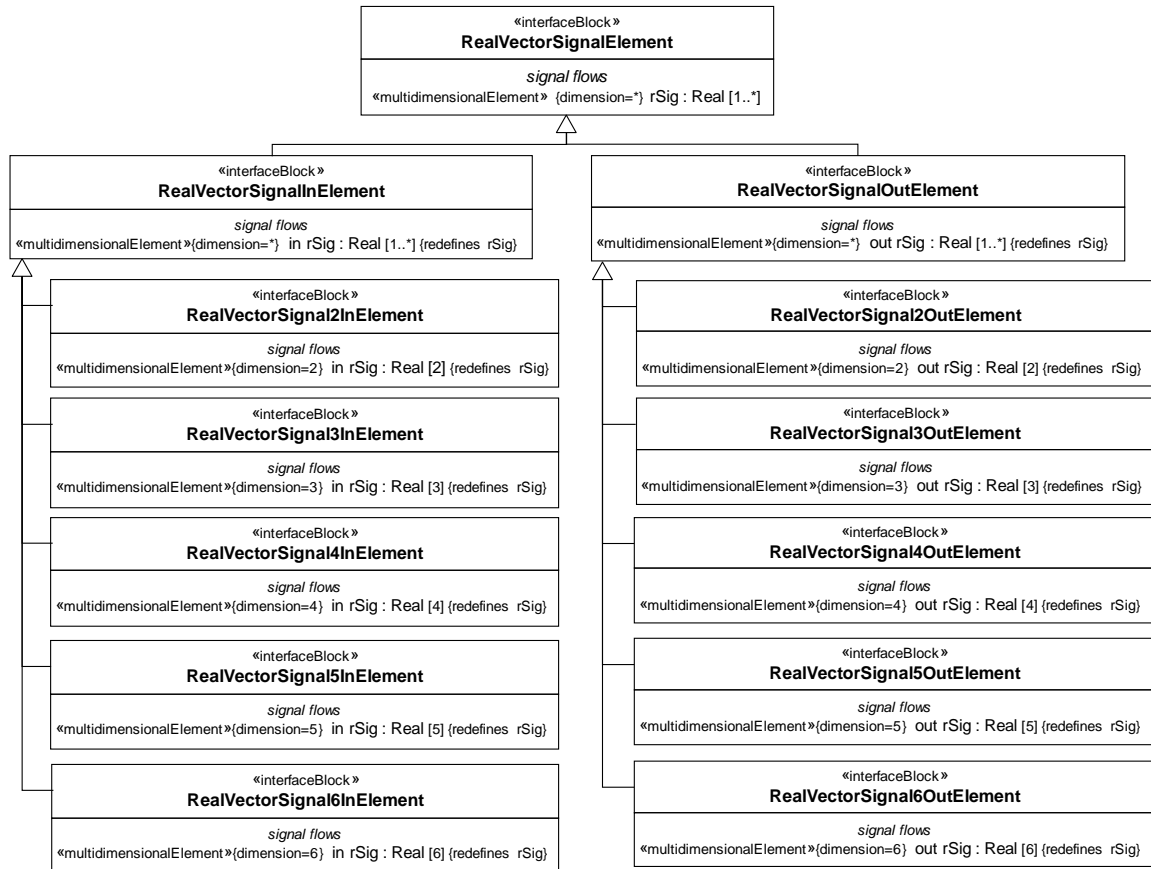 «interfaceBlock»
RealVectorSignalElement
signal flows
«multidimensionalElement» {dimension=*} rSig : Real [1..*]
«interfaceBlock»
RealVectorSignalInElement
signal flows
«multidimensionalElement»{dimension=*} in rSig : Real [1..*] {redefines rSig}
«interfaceBlock»
RealVectorSignal2InElement
signal flows
«multidimensionalElement»{dimension=2} in rSig : Real [2] {redefines rSig}
«interfaceBlock»
RealVectorSignal3InElement
signal flows
«multidimensionalElement»{dimension=3} in rSig : Real [3] {redefines rSig}
«interfaceBlock»
RealVectorSignal4InElement
signal flows
«multidimensionalElement»{dimension=4} in rSig : Real [4] {redefines rSig}
«interfaceBlock»
RealVectorSignal5InElement
signal flows
«multidimensionalElement»{dimension=5} in rSig : Real [5] {redefines rSig}
«interfaceBlock»
RealVectorSignal6InElement
signal flows
«multidimensionalElement»{dimension=6} in rSig : Real [6] {redefines rSig}
«interfaceBlock»
RealVectorSignalOutElement
signal flows
«multidimensionalElement»{dimension=*} out rSig : Real [1..*] {redefines rSig}
«interfaceBlock»
RealVectorSignal2OutElement
signal flows
«multidimensionalElement»{dimension=2} out rSig : Real [2] {redefines rSig}
«interfaceBlock»
RealVectorSignal3OutElement
signal flows
«multidimensionalElement»{dimension=3} out rSig : Real [3] {redefines rSig}
«interfaceBlock»
RealVectorSignal4OutElement
signal flows
«multidimensionalElement»{dimension=4} out rSig : Real [4] {redefines rSig}
«interfaceBlock»
RealVectorSignal5OutElement
signal flows
«multidimensionalElement»{dimension=5} out rSig : Real [5] {redefines rSig}
«interfaceBlock»
RealVectorSignal6OutElement
signal flows
«multidimensionalElement»{dimension=6} out rSig : Real [6] {redefines rSig}